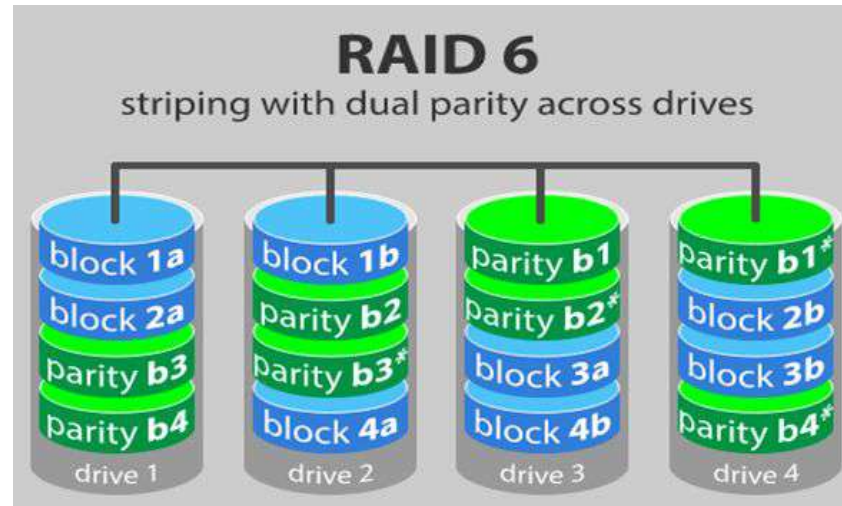 RAID 6
striping with dual parity across drives
block 1a
block 2a
parity b3
parity b4
drive 1
block 1b
parity b2
parity b3*
block 4a
drive 2
parity b1
parity b2*
block 3a
block 4b
drive 3
parity b1*
block 2b
block 3b
parity b4*
drive 4